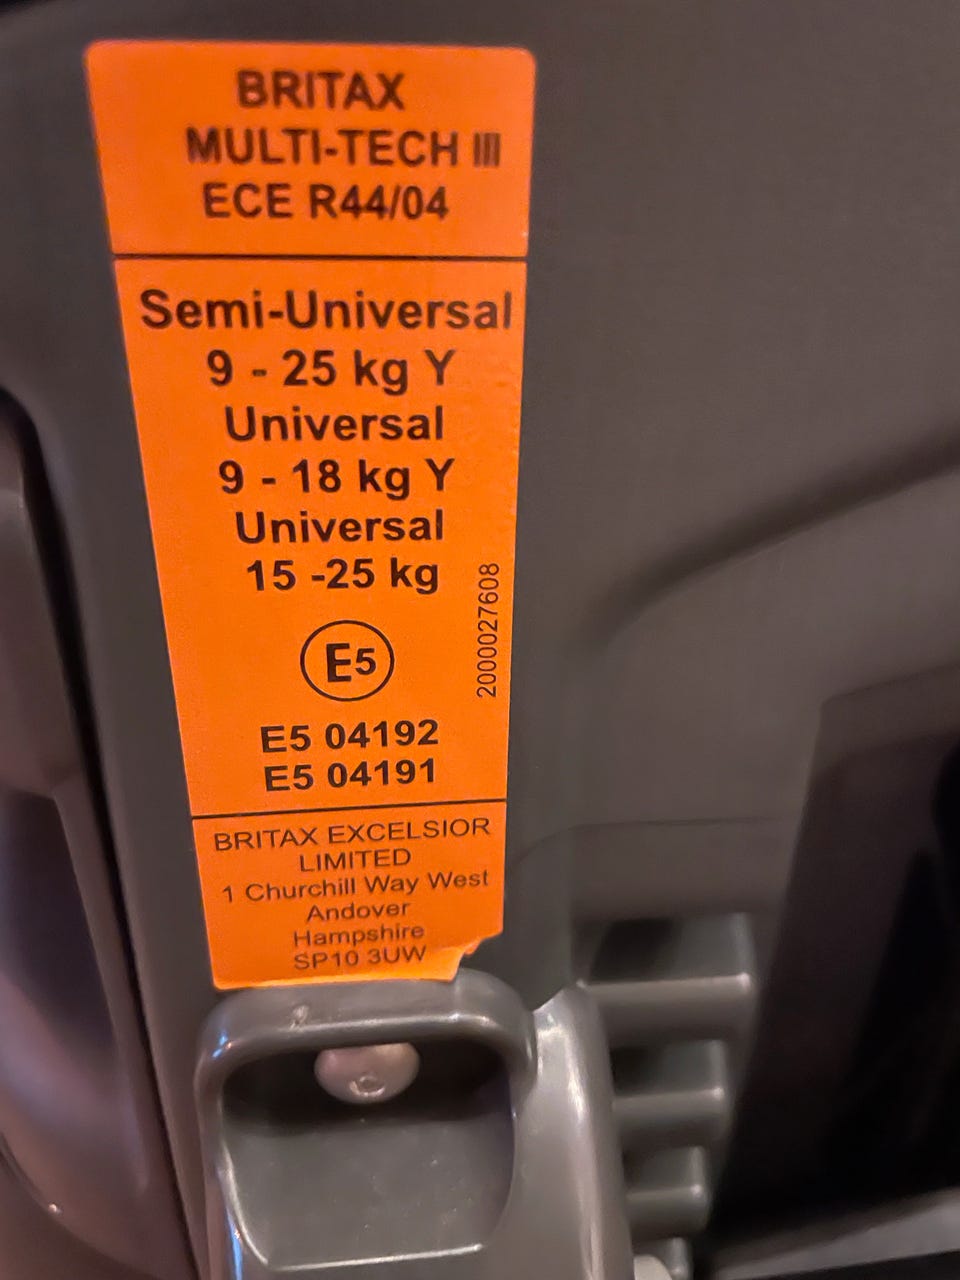 BRITAX
MULTI-TECH III
ECE R44/04
Semi-Universal
9 - 25 kg Y
Universal
9 - 18 kg Y
Universal
15 -25 kg
2000027608
E5
E5 04192
E5 04191
BRITAX EXCELSIOR
LIMITED
1 Churchill Way West
Andover
Hampshire
SP10 3UW